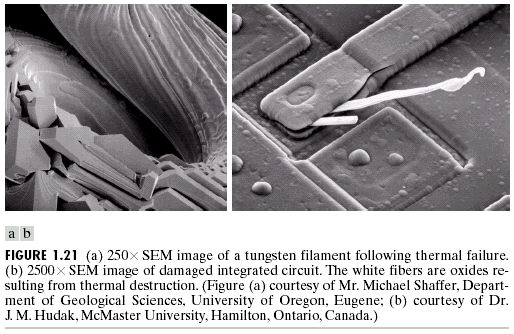 a b
FIGURE 1.21 (a) 250× SEM image of a tungsten filament following thermal failure.
(b) 2500× SEM image of damaged integrated circuit. The white fibers are oxides re-
sulting from thermal destruction. (Figure (a) courtesy of Mr. Michael Shaffer, Depart-
ment of Geological Sciences, University of Oregon, Eugene; (b) courtesy of Dr.
J. M. Hudak, McMaster University, Hamilton, Ontario, Canada.)